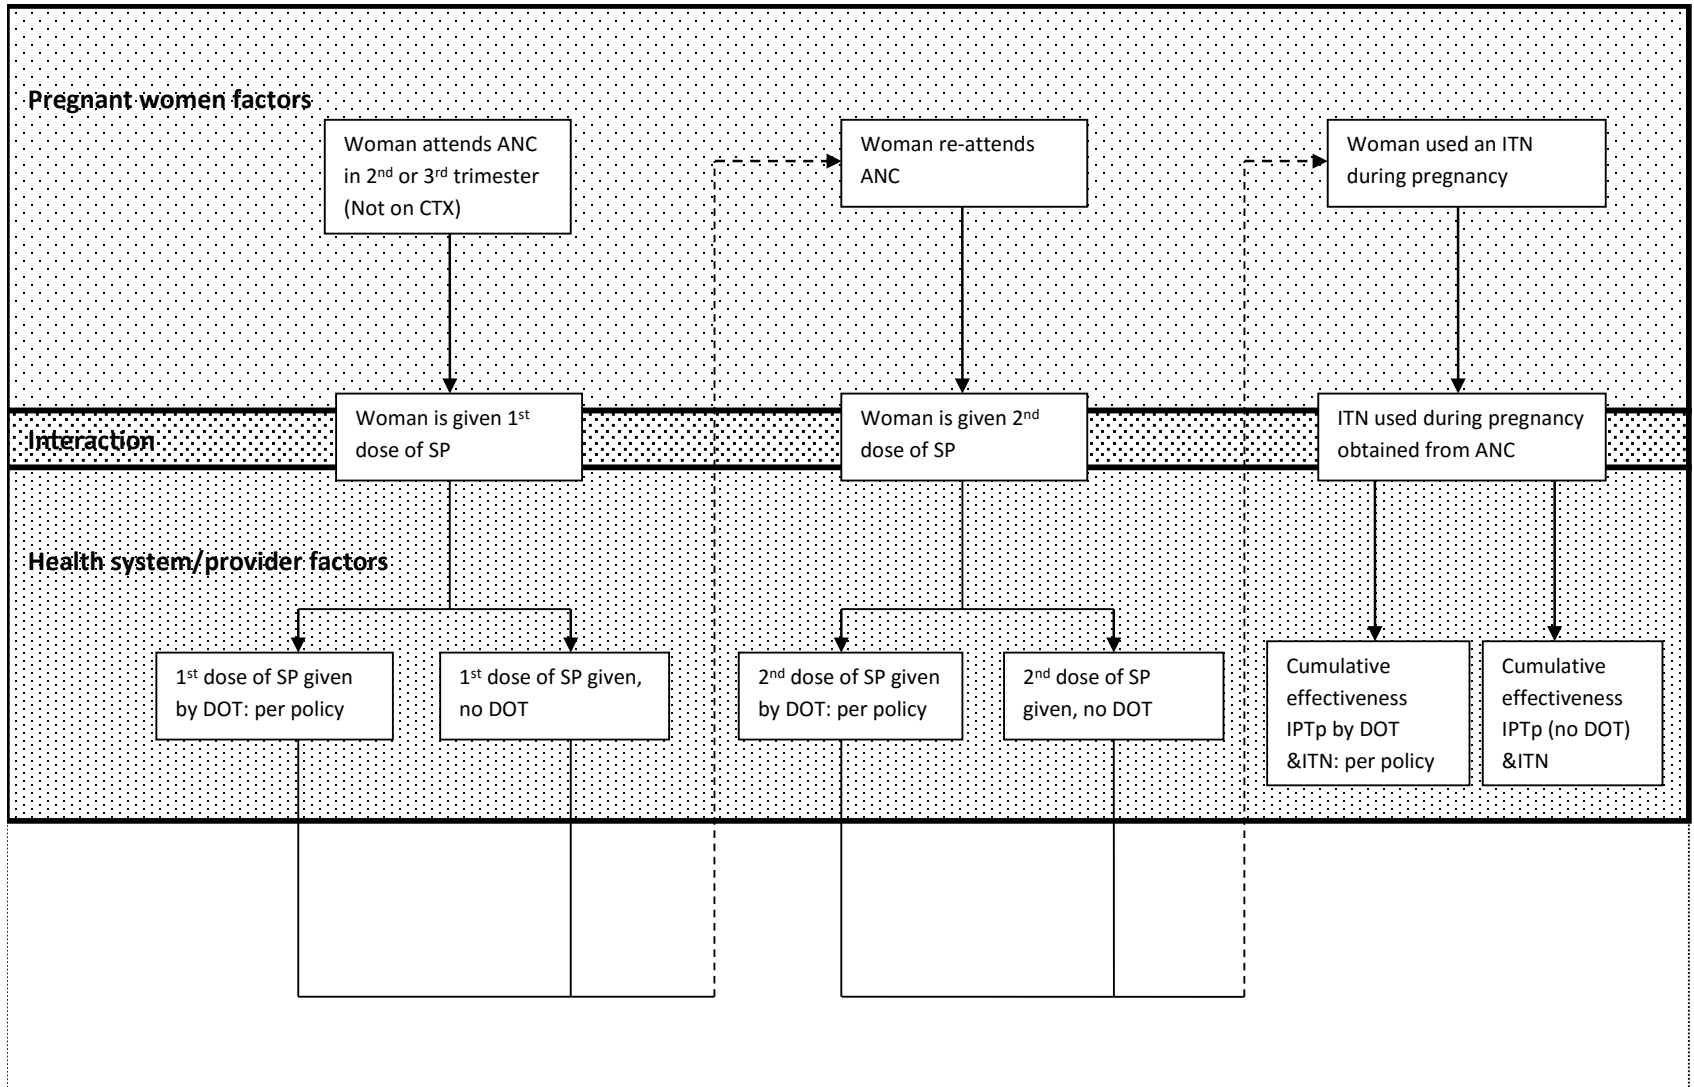 Pregnant women factors
Woman attends ANC
in 2nd or 3rd trimester
(Not on CTX)
Woman re-attends
ANC
Woman used an ITN
during pregnancy
Interaction
Woman is given 1st
dose of SP
Woman is given 2nd
dose of SP
ITN used during pregnancy
obtained from ANC
Health system/provider factors
1st dose of SP given
by DOT: per policy
1st dose of SP given,
no DOT
2nd dose of SP given
by DOT: per policy
2nd dose of SP
given, no DOT
Cumulative
effectiveness
IPTp by DOT
&ITN: per policy
Cumulative
effectiveness
IPTp (no DOT)
&ITN